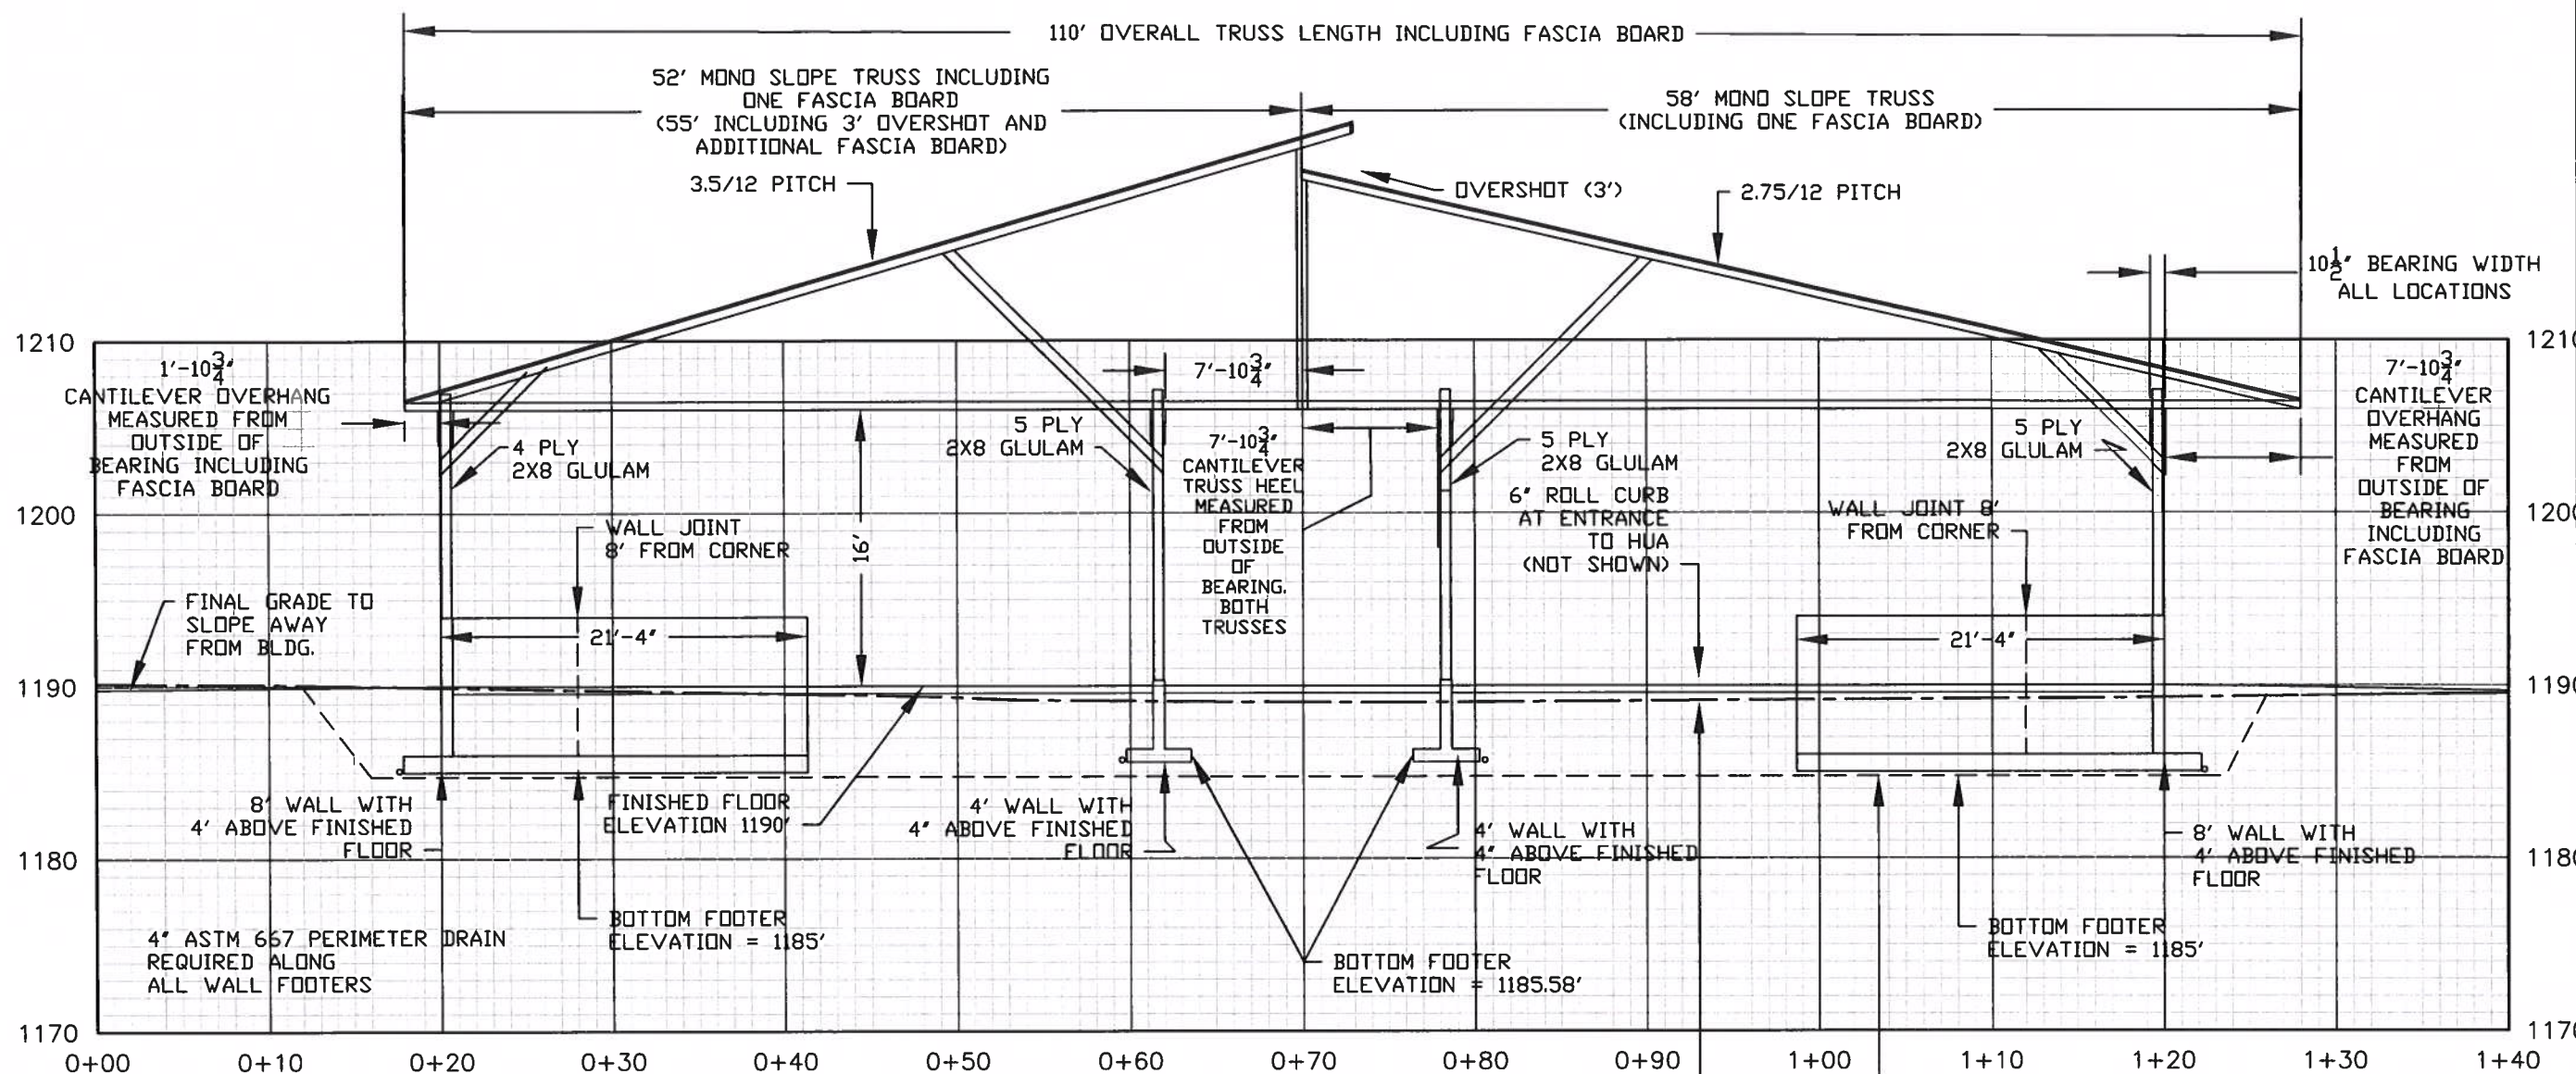 110' OVERALL TRUSS LENGTH INCLUDING FASCIA BOARD
52' MONO SLOPE TRUSS INCLUDING
ONE FASCIA BOARD
(55' INCLUDING 3' OVERSHOT AND
ADDITIONAL FASCIA BOARD)
58' MONO SLOPE TRUSS
(INCLUDING ONE FASCIA BOARD)
3.5/12 PITCH
OVERSHOT (3')
2.75/12 PITCH
10 1/2" BEARING WIDTH
ALL LOCATIONS
1210
1210
1'-10 3/4"
CANTILEVER OVERHANG
MEASURED FROM
OUTSIDE OF
BEARING INCLUDING
FASCIA BOARD
4 PLY
2X8 GLULAM
16'
5 PLY
2X8 GLULAM
7'-10 3/4"
7'-10 3/4"
CANTILEVER
TRUSS HEEL
MEASURED
FROM
OUTSIDE
OF
BEARING.
BOTH
TRUSSES
5 PLY
2X8 GLULAM
6" ROLL CURB
AT ENTRANCE
TO HUA
(NOT SHOWN)
5 PLY
2X8 GLULAM
7'-10 3/4"
CANTILEVER
OVERHANG
MEASURED
FROM
OUTSIDE OF
BEARING
INCLUDING
FASCIA BOARD
1200
1200
WALL JOINT
8' FROM CORNER
WALL JOINT 8'
FROM CORNER
FINAL GRADE TO
SLOPE AWAY
FROM BLDG.
21'-4"
21'-4"
1190
1190
8' WALL WITH
4' ABOVE FINISHED
FLOOR
FINISHED FLOOR
ELEVATION 1190'
4' WALL WITH
4" ABOVE FINISHED
FLOOR
4' WALL WITH
4" ABOVE FINISHED
FLOOR
8' WALL WITH
4' ABOVE FINISHED
FLOOR
1180
1180
4" ASTM 667 PERIMETER DRAIN
REQUIRED ALONG
ALL WALL FOOTERS
BOTTOM FOOTER
ELEVATION = 1185'
BOTTOM FOOTER
ELEVATION = 1185.58'
BOTTOM FOOTER
ELEVATION = 1185'
1170
1170
0+00 0+10 0+20 0+30 0+40 0+50 0+60 0+70 0+80 0+90 1+00 1+10 1+20 1+30 1+40